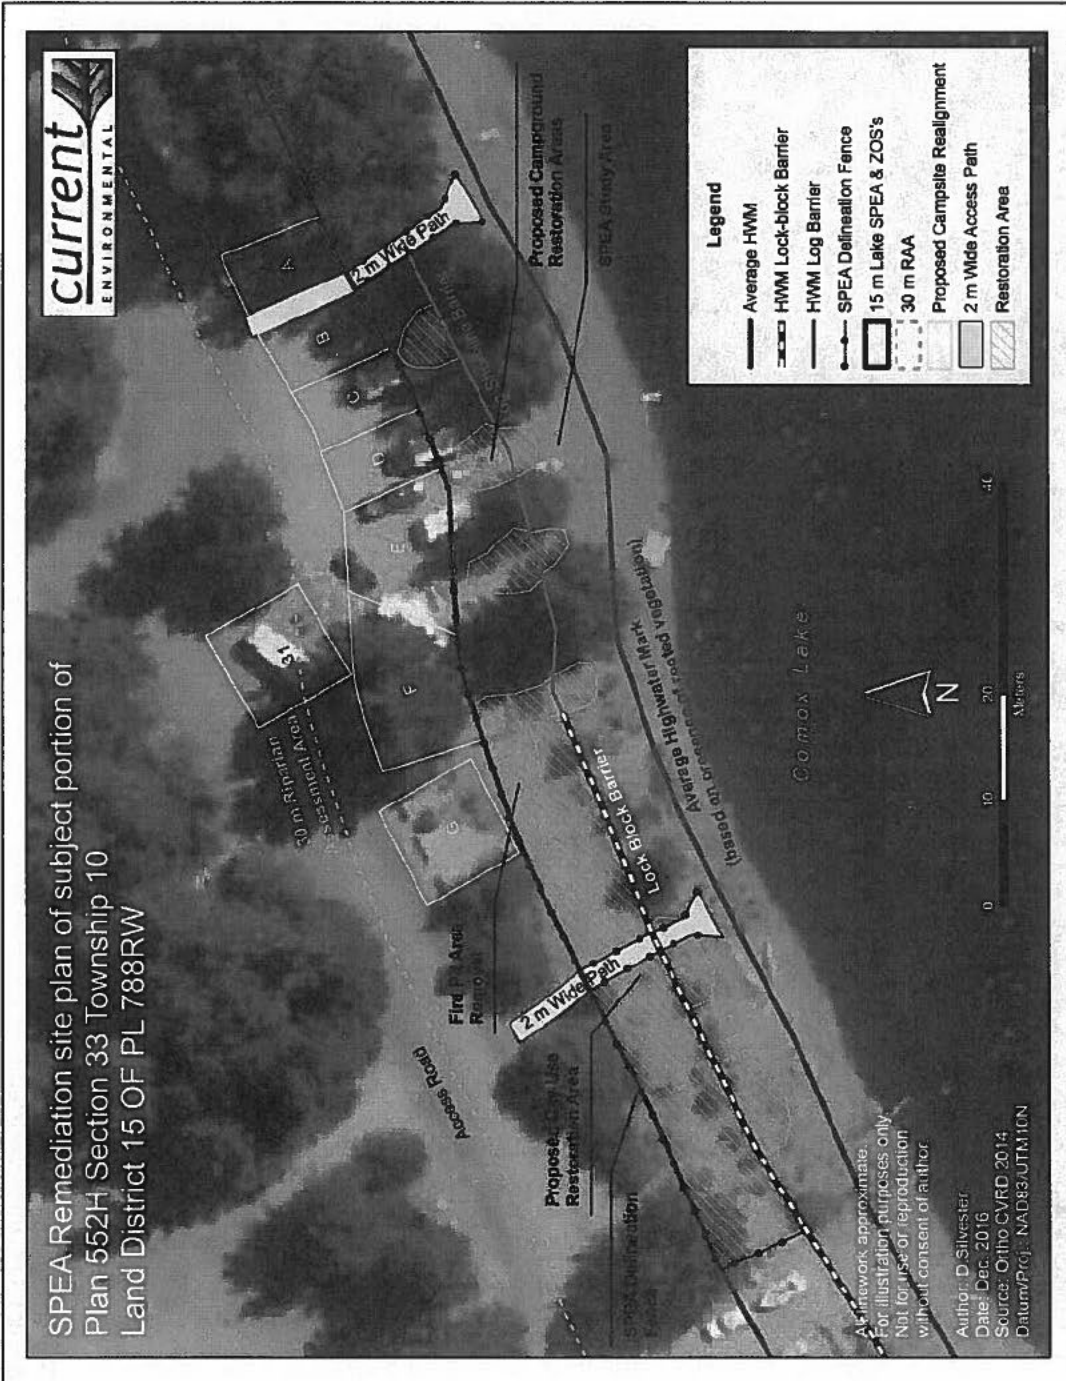 SPEA Remediation site plan of subject portion of
Plan 552H Section 33 Township 10
Land District 15 OF PL 788RW
current
ENVIRONMENTAL
A
B
C
D
E
F
G
31
2 m Wide Path
30 m Riparian
Assessment Area
Access Road
Fire Pit Area
Removal
2 m Wide Path
Proposed Day Use
Restoration Area
SPEA Delineation
Fence
Lock Block Barrier
Average Highwater Mark
(based on presence of rooted vegetation)
Proposed Campground
Restoration Areas
SPEA Study Area
Comox Lake
N
0
10
20
40
Meters
Legend
Average HWM
HWM Lock-block Barrier
HWM Log Barrier
SPEA Delineation Fence
15 m Lake SPEA & ZOS's
30 m RAA
Proposed Campsite Realignment
2 m Wide Access Path
Restoration Area
All linework approximate.
For illustration purposes only.
Not for use or reproduction
without consent of author.
Author: D.Silvester
Date: Dec. 2016
Source: Ortho CVRD 2014
Datum/Proj.: NAD83/UTM10N